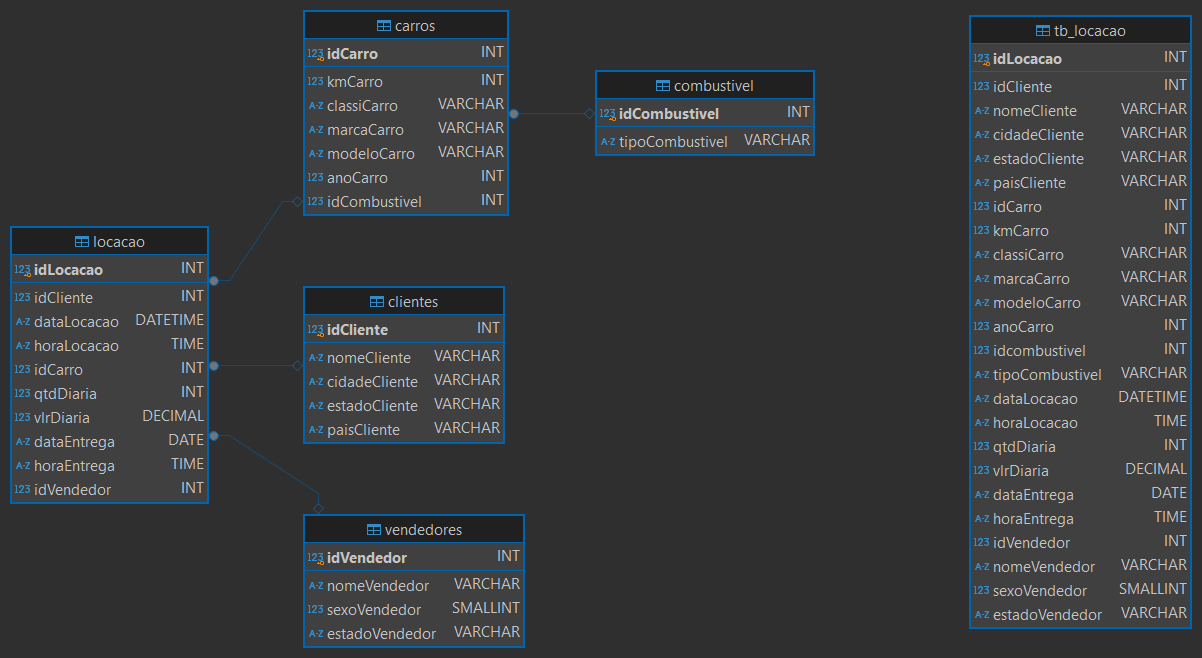 carros
123 idCarro INT
123 kmCarro INT
A-Z classiCarro VARCHAR
A-Z marcaCarro VARCHAR
A-Z modeloCarro VARCHAR
123 anoCarro INT
123 idCombustivel INT
combustivel
123 idCombustivel INT
A-Z tipoCombustivel VARCHAR
locacao
123 idLocacao INT
123 idCliente INT
A-Z dataLocacao DATETIME
A-Z horaLocacao TIME
123 idCarro INT
123 qtdDiaria INT
123 vlrDiaria DECIMAL
A-Z dataEntrega DATE
A-Z horaEntrega TIME
123 idVendedor INT
clientes
123 idCliente INT
A-Z nomeCliente VARCHAR
A-Z cidadeCliente VARCHAR
A-Z estadoCliente VARCHAR
A-Z paisCliente VARCHAR
vendedores
123 idVendedor INT
A-Z nomeVendedor VARCHAR
123 sexoVendedor SMALLINT
A-Z estadoVendedor VARCHAR
tb_locacao
123 idLocacao INT
123 idCliente INT
A-Z nomeCliente VARCHAR
A-Z cidadeCliente VARCHAR
A-Z estadoCliente VARCHAR
A-Z paisCliente VARCHAR
123 idCarro INT
123 kmCarro INT
A-Z classiCarro VARCHAR
A-Z marcaCarro VARCHAR
A-Z modeloCarro VARCHAR
123 anoCarro INT
123 idcombustivel INT
A-Z tipoCombustivel VARCHAR
A-Z dataLocacao DATETIME
A-Z horaLocacao TIME
123 qtdDiaria INT
123 vlrDiaria DECIMAL
A-Z dataEntrega DATE
A-Z horaEntrega TIME
123 idVendedor INT
A-Z nomeVendedor VARCHAR
123 sexoVendedor SMALLINT
A-Z estadoVendedor VARCHAR